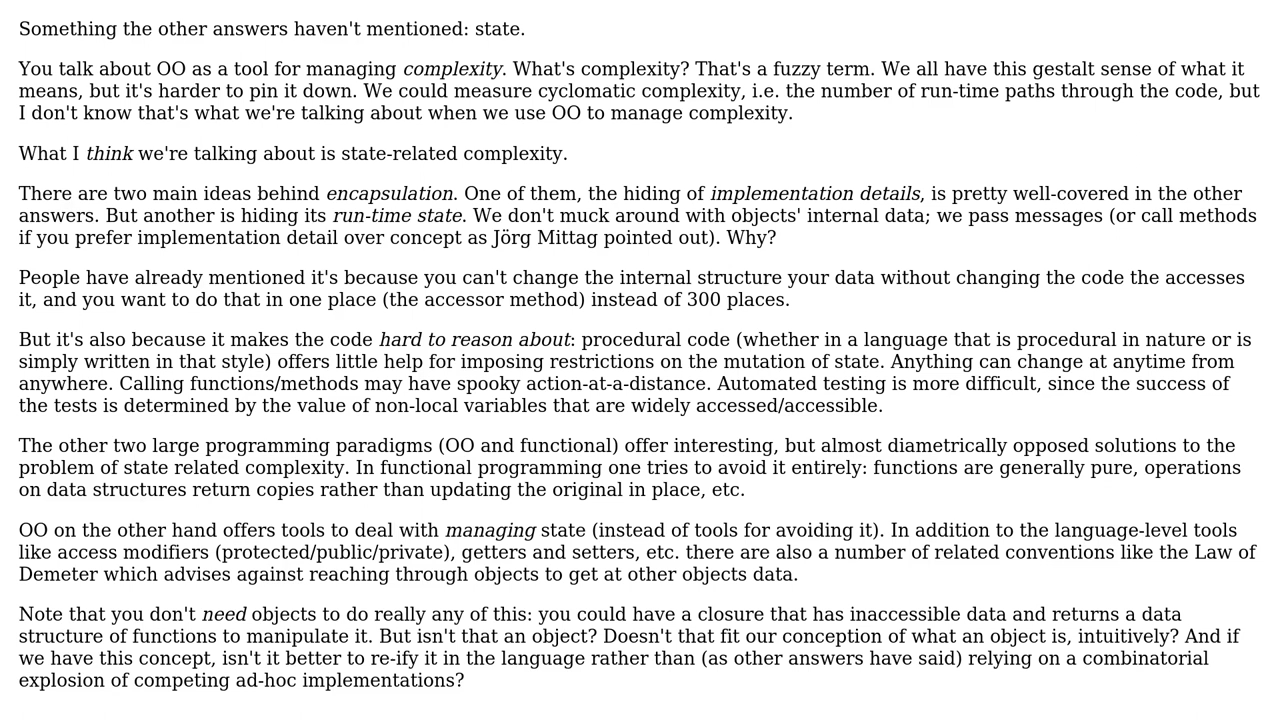 Something the other answers haven't mentioned: state.
You talk about OO as a tool for managing complexity. What's complexity? That's a fuzzy term. We all have this gestalt sense of what it
means, but it's harder to pin it down. We could measure cyclomatic complexity, i.e. the number of run-time paths through the code, but
I don't know that's what we're talking about when we use OO to manage complexity.
What I think we're talking about is state-related complexity.
There are two main ideas behind encapsulation. One of them, the hiding of implementation details, is pretty well-covered in the other
answers. But another is hiding its run-time state. We don't muck around with objects' internal data; we pass messages (or call methods
if you prefer implementation detail over concept as Jörg Mittag pointed out). Why?
People have already mentioned it's because you can't change the internal structure your data without changing the code the accesses
it, and you want to do that in one place (the accessor method) instead of 300 places.
But it's also because it makes the code hard to reason about: procedural code (whether in a language that is procedural in nature or is
simply written in that style) offers little help for imposing restrictions on the mutation of state. Anything can change at anytime from
anywhere. Calling functions/methods may have spooky action-at-a-distance. Automated testing is more difficult, since the success of
the tests is determined by the value of non-local variables that are widely accessed/accessible.
The other two large programming paradigms (OO and functional) offer interesting, but almost diametrically opposed solutions to the
problem of state related complexity. In functional programming one tries to avoid it entirely: functions are generally pure, operations
on data structures return copies rather than updating the original in place, etc.
OO on the other hand offers tools to deal with managing state (instead of tools for avoiding it). In addition to the language-level tools
like access modifiers (protected/public/private), getters and setters, etc. there are also a number of related conventions like the Law of
Demeter which advises against reaching through objects to get at other objects data.
Note that you don't need objects to do really any of this: you could have a closure that has inaccessible data and returns a data
structure of functions to manipulate it. But isn't that an object? Doesn't that fit our conception of what an object is, intuitively? And if
we have this concept, isn't it better to re-ify it in the language rather than (as other answers have said) relying on a combinatorial
explosion of competing ad-hoc implementations?